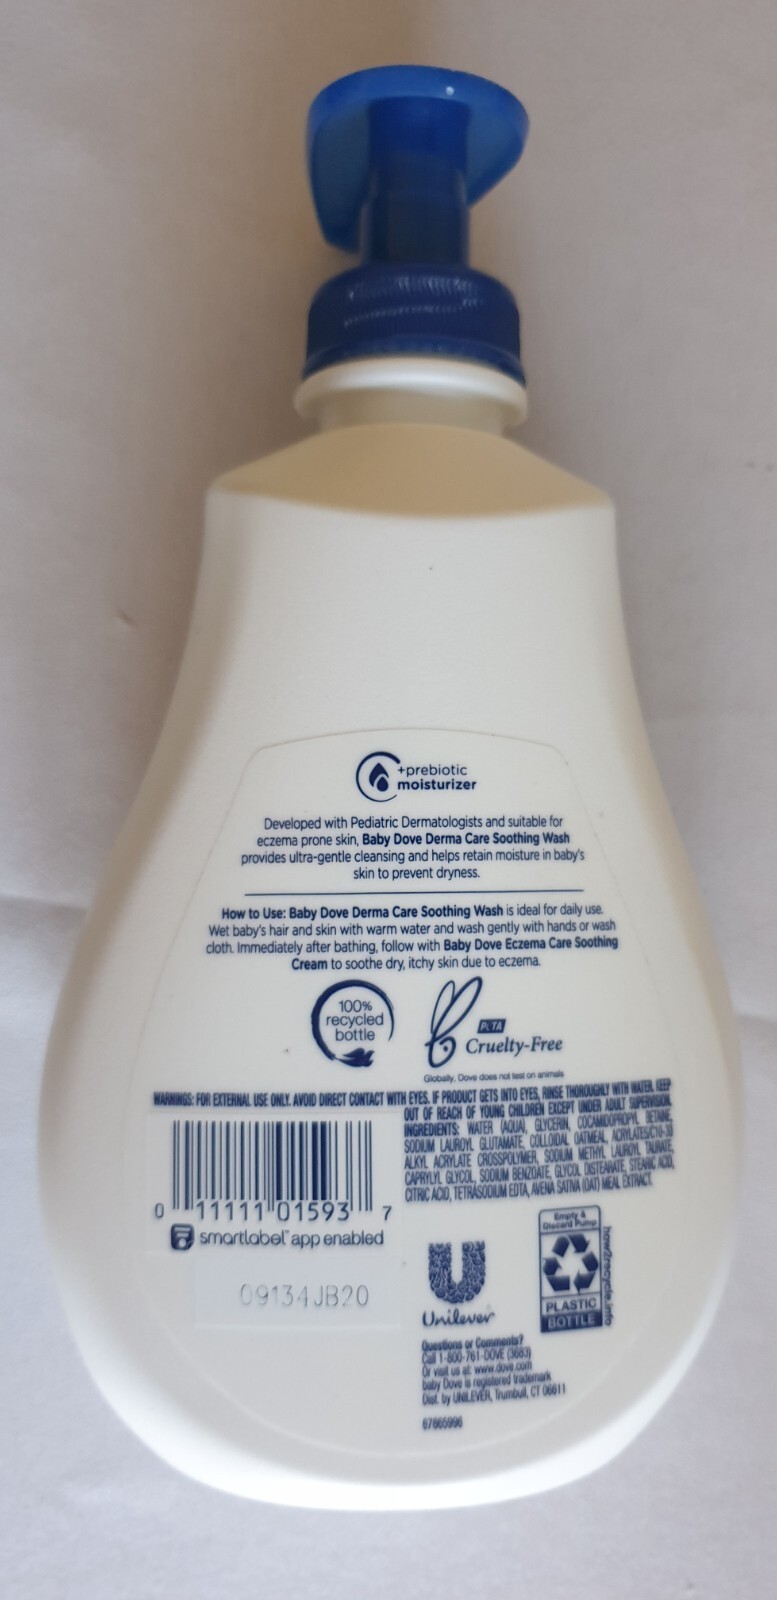 +prebiotic
moisturizer
Developed with Pediatric Dermatologists and suitable for
eczema prone skin, Baby Dove Derma Care Soothing Wash
provides ultra-gentle cleansing and helps retain moisture in baby's
skin to prevent dryness.
How to Use: Baby Dove Derma Care Soothing Wash is ideal for daily use.
Wet baby's hair and skin with warm water and wash gently with hands or wash
cloth. Immediately after bathing, follow with Baby Dove Eczema Care Soothing
Cream to soothe dry, itchy skin due to eczema.
100%
recycled
bottle
PETA
Cruelty-Free
Globally, Dove does not test on animals
WARNINGS: FOR EXTERNAL USE ONLY. AVOID DIRECT CONTACT WITH EYES. IF PRODUCT GETS INTO EYES, RINSE THOROUGHLY WITH WATER. KEEP
OUT OF REACH OF YOUNG CHILDREN EXCEPT UNDER ADULT SUPERVISION.
INGREDIENTS: WATER (AQUA), GLYCERIN, COCAMIDOPROPYL BETAINE,
SODIUM LAUROYL GLUTAMATE, COLLOIDAL OATMEAL, ACRYLATES/C10-30
ALKYL ACRYLATE CROSSPOLYMER, SODIUM METHYL LAUROYL TAURATE,
CAPRYLYL GLYCOL, SODIUM BENZOATE, GLYCOL DISTEARATE, STEARIC ACID,
CITRIC ACID, TETRASODIUM EDTA, AVENA SATIVA (OAT) MEAL EXTRACT.
0 11111 01593 7
smartlabel™ app enabled
09134JB20
Unilever
Empty &
Discard Pump
PLASTIC
BOTTLE
how2recycle.info
Questions or Comments?
Call 1-800-761-DOVE (3683)
Or visit us at: www.dove.com
baby Dove is registered trademark
Dist. by UNILEVER, Trumbull, CT 06611
67865996